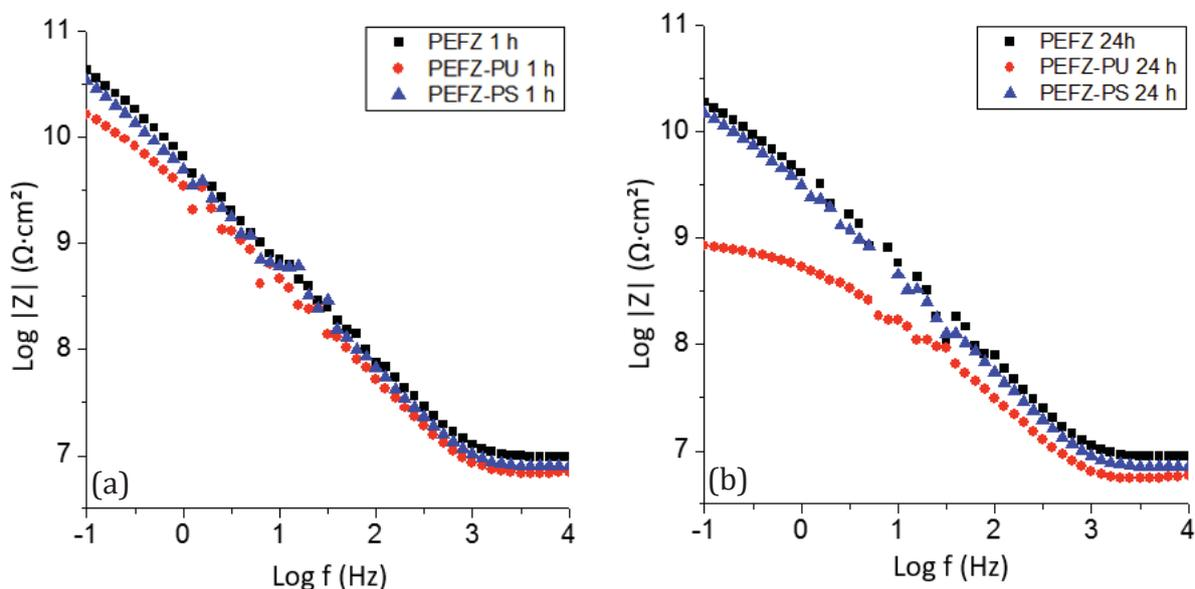 11
10
9
8
7
Log |Z| (Ω·cm²)
PEFZ 1 h
PEFZ-PU 1 h
PEFZ-PS 1 h
(a)
-1 0 1 2 3 4
Log f (Hz)
11
10
9
8
7
Log |Z| (Ω·cm²)
PEFZ 24h
PEFZ-PU 24 h
PEFZ-PS 24 h
(b)
-1 0 1 2 3 4
Log f (Hz)